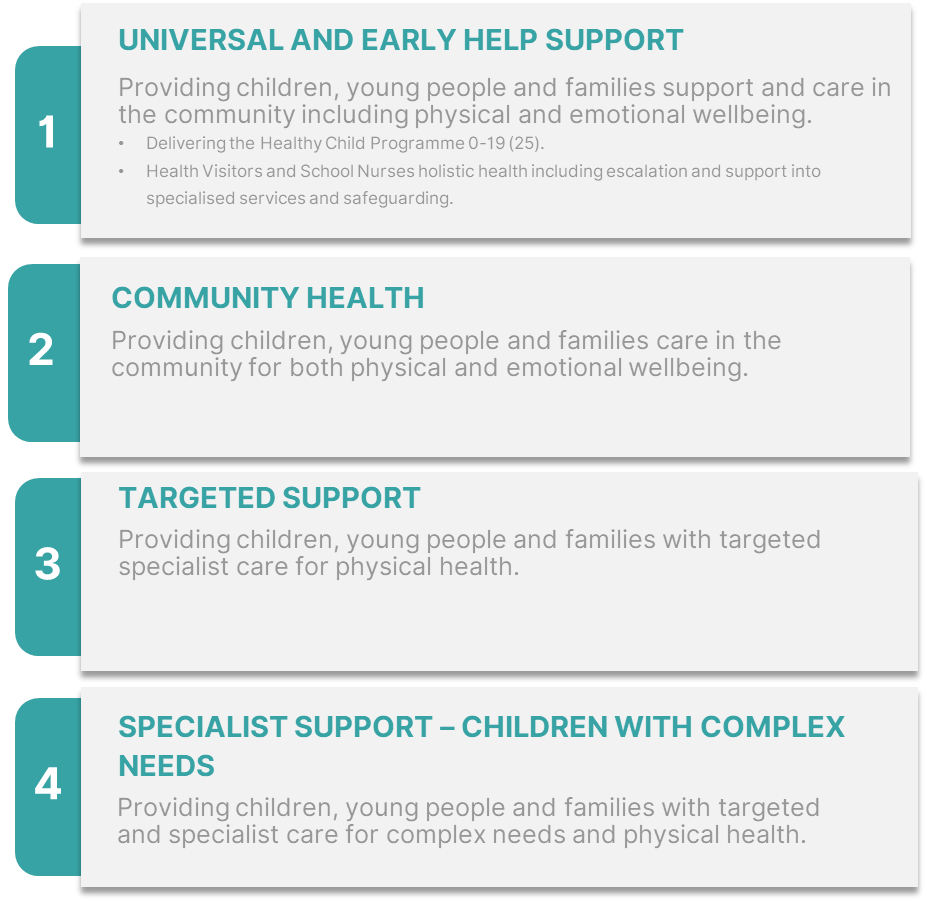 1
UNIVERSAL AND EARLY HELP SUPPORT
Providing children, young people and families support and care in
the community including physical and emotional wellbeing.
• Delivering the Healthy Child Programme 0-19 (25).
• Health Visitors and School Nurses holistic health including escalation and support into
specialised services and safeguarding.
2
COMMUNITY HEALTH
Providing children, young people and families care in the
community for both physical and emotional wellbeing.
3
TARGETED SUPPORT
Providing children, young people and families with targeted
specialist care for physical health.
4
SPECIALIST SUPPORT – CHILDREN WITH COMPLEX
NEEDS
Providing children, young people and families with targeted
and specialist care for complex needs and physical health.